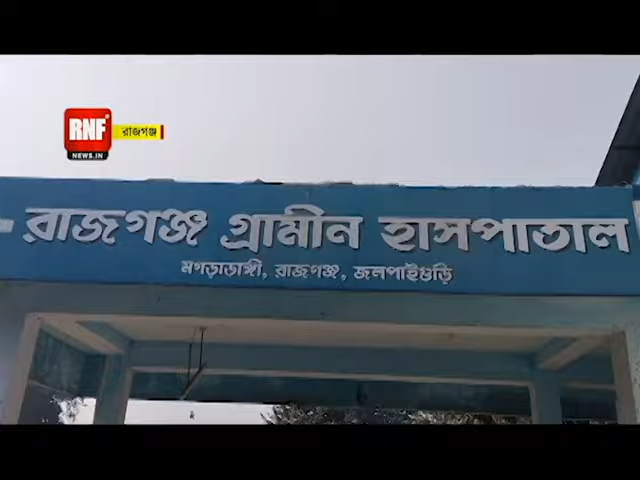 RNF
NEWS.IN
রাজগঞ্জ
রাজগঞ্জ গ্রামীন হাসপাতাল
মগড়াডাঙ্গী, রাজগঞ্জ, জলপাইগুড়ি